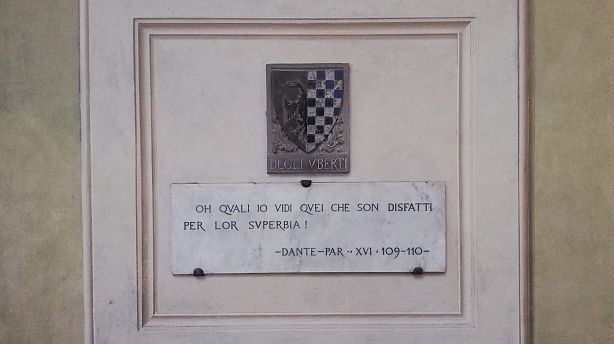 DEGLI VBERTI
OH QVALI IO VIDI QVEI CHE SON DISFATTI
PER LOR SVPERBIA!
–DANTE–PAR·, XVI · 109–110–